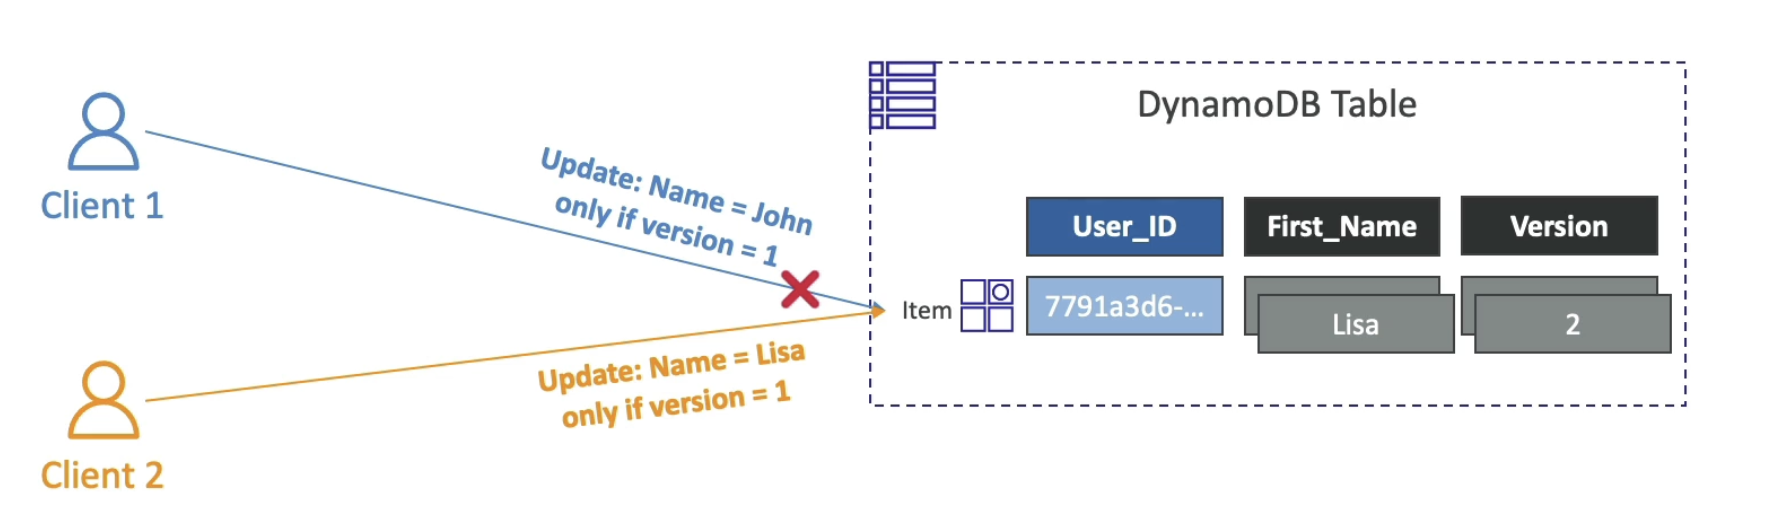 DynamoDB Table
Client 1
Update: Name = John
only if version = 1
User_ID
First_Name
Version
Item
7791a3d6-...
Lisa
2
Update: Name = Lisa
only if version = 1
Client 2